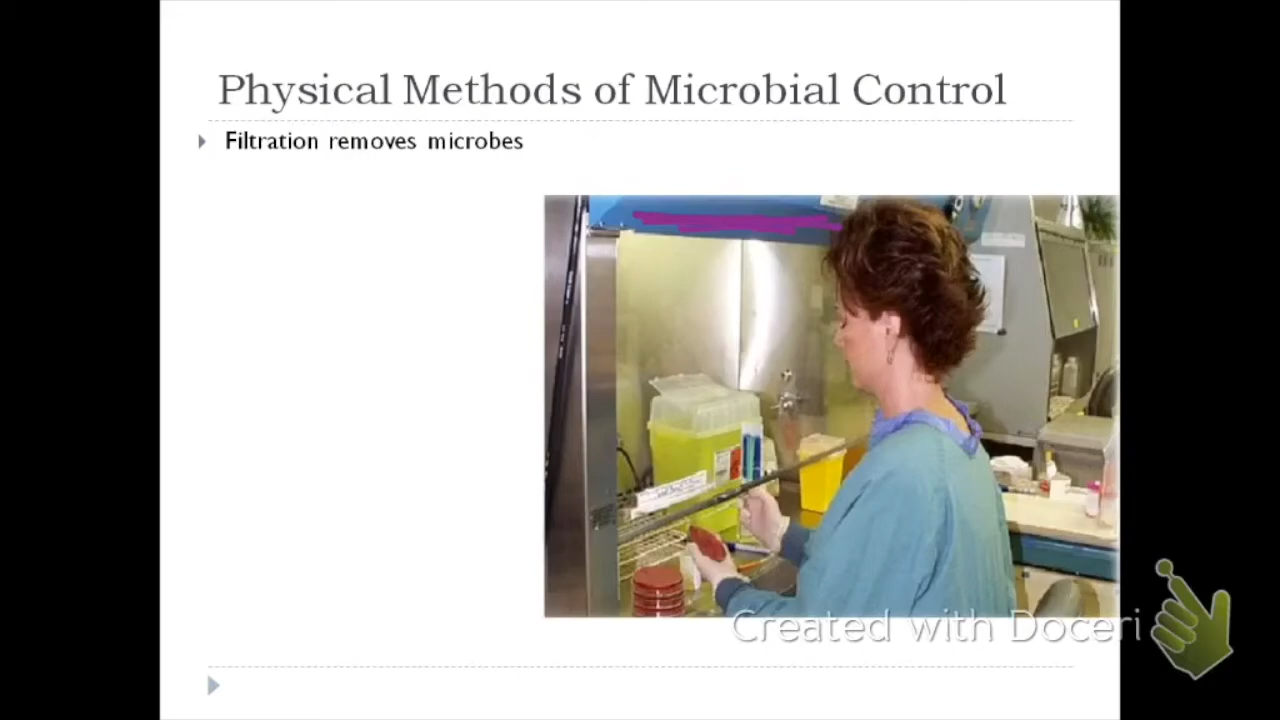 Physical Methods of Microbial Control
Filtration removes microbes
Created with Doceri